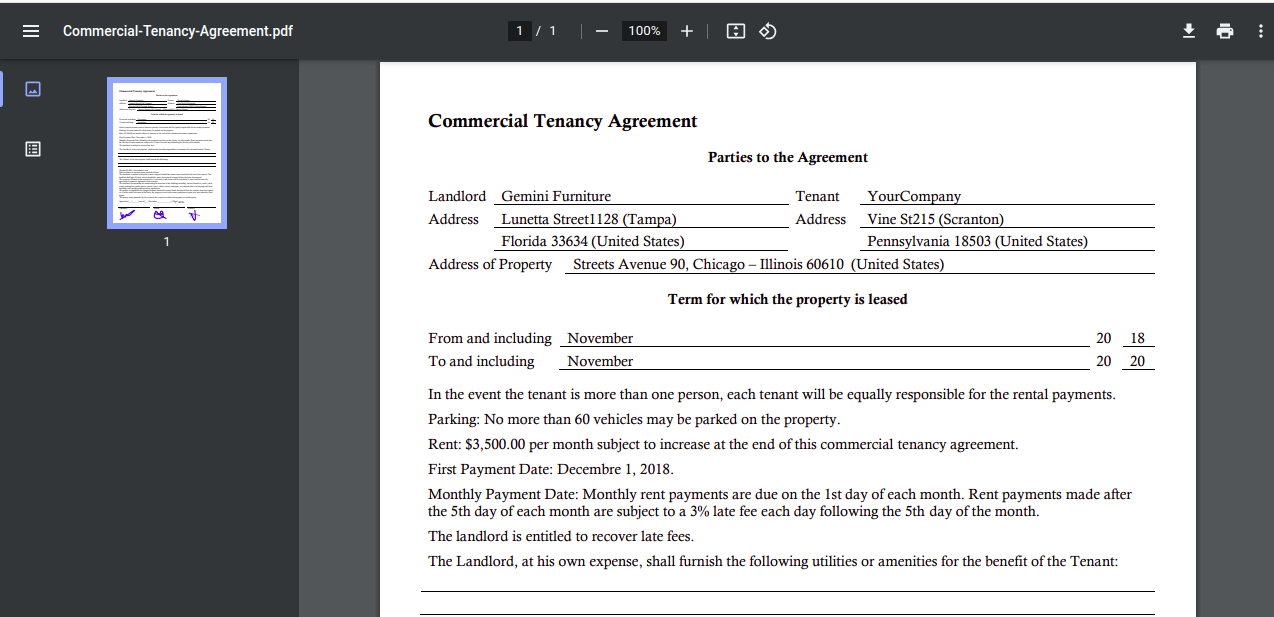 Commercial-Tenancy-Agreement.pdf
1 / 1
100%
1
Commercial Tenancy Agreement
Parties to the Agreement
Landlord Gemini Furniture Tenant YourCompany
Address Lunetta Street1128 (Tampa) Address Vine St215 (Scranton)
Florida 33634 (United States) Pennsylvania 18503 (United States)
Address of Property Streets Avenue 90, Chicago – Illinois 60610 (United States)
Term for which the property is leased
From and including November 20 18
To and including November 20 20
In the event the tenant is more than one person, each tenant will be equally responsible for the rental payments.
Parking: No more than 60 vehicles may be parked on the property.
Rent: $3,500.00 per month subject to increase at the end of this commercial tenancy agreement.
First Payment Date: Decembre 1, 2018.
Monthly Payment Date: Monthly rent payments are due on the 1st day of each month. Rent payments made after
the 5th day of each month are subject to a 3% late fee each day following the 5th day of the month.
The landlord is entitled to recover late fees.
The Landlord, at his own expense, shall furnish the following utilities or amenities for the benefit of the Tenant: